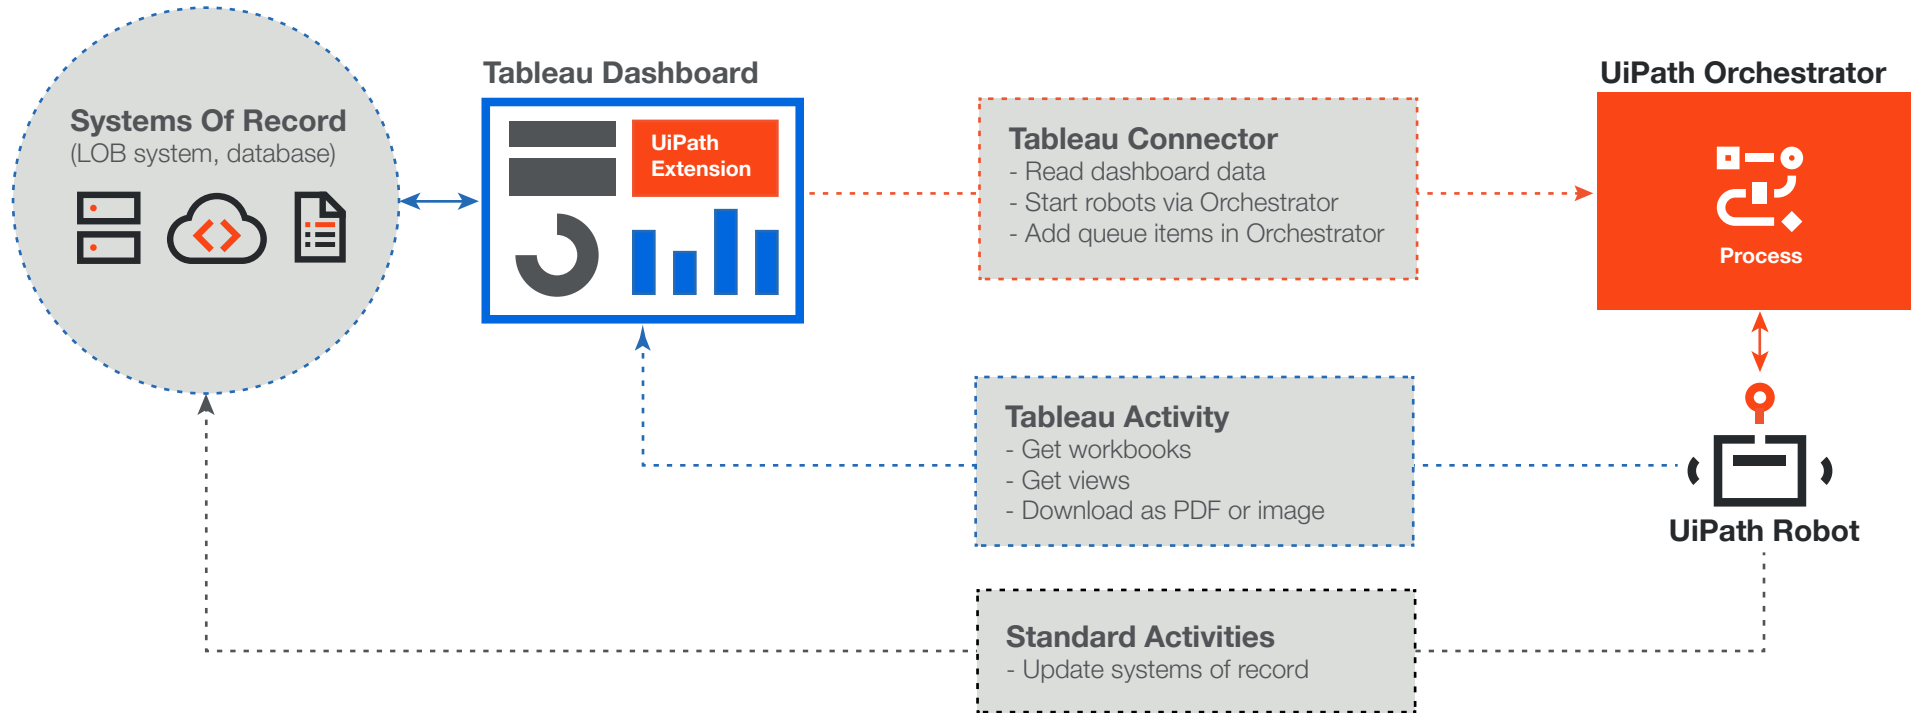 Systems Of Record
(LOB system, database)
Tableau Dashboard
UiPath
Extension
Tableau Connector
- Read dashboard data
- Start robots via Orchestrator
- Add queue items in Orchestrator
UiPath Orchestrator
Process
Tableau Activity
- Get workbooks
- Get views
- Download as PDF or image
UiPath Robot
Standard Activities
- Update systems of record